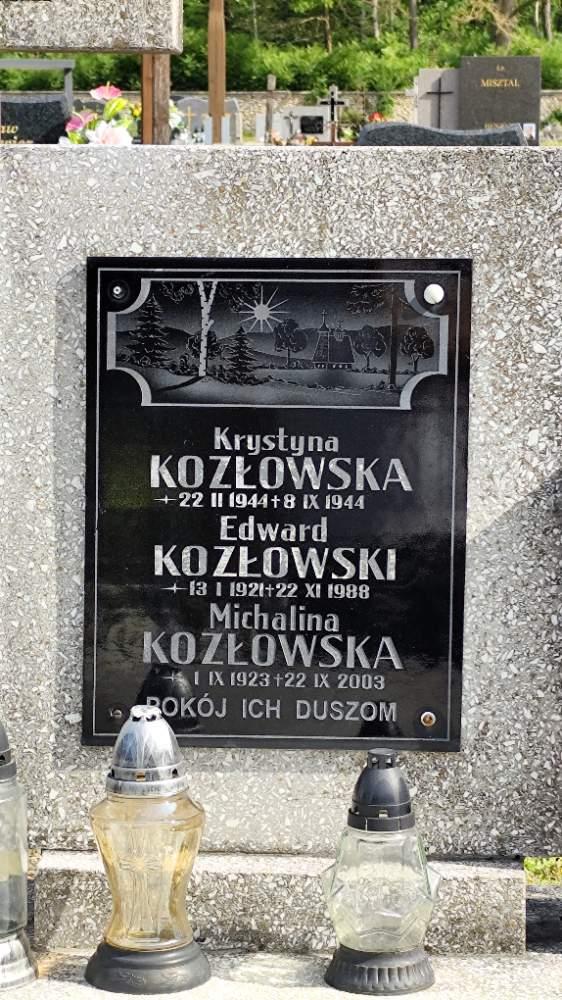 Ś.P.
MISZTAL
Krystyna
KOZŁOWSKA
22 II 1944 † 8 IX 1944
Edward
KOZŁOWSKI
13 I 1921 † 22 XI 1988
Michalina
KOZŁOWSKA
1 IX 1923 † 22 IX 2003
POKÓJ ICH DUSZOM